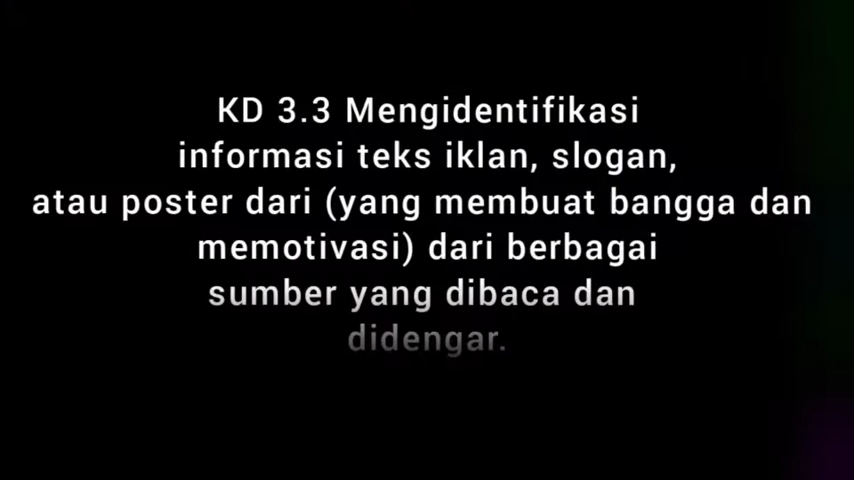 KD 3.3 Mengidentifikasi
informasi teks iklan, slogan,
atau poster dari (yang membuat bangga dan
memotivasi) dari berbagai
sumber yang dibaca dan
didengar.